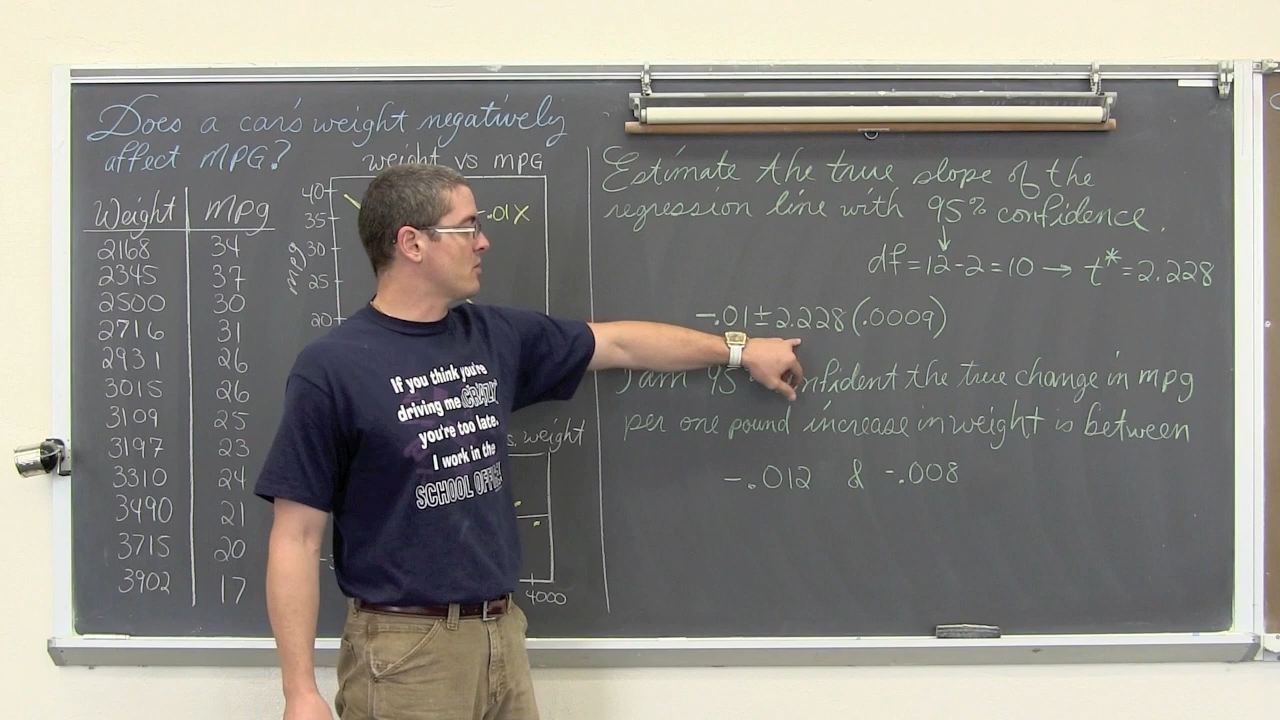 Does a car's weight negatively
affect MPG?
Weight MPg
2168 34
2345 37
2500 30
2716 31
2931 26
3015 26
3109 25
3197 23
3310 24
3490 21
3715 20
3902 17
weight vs MPG
40
35
30
25
20
mpg
-.01X
s. weight
-3
4000
If you think you're
driving me CRAZY
you're too late.
I work in the
SCHOOL OFFI
Estimate the true slope of the
regression line with 95% confidence.
df=12-2=10 → t*=2.228
-.01±2.228(.0009)
I am 95 nfident the true change in mpg
per one pound increase in weight is between
-.012 & -.008